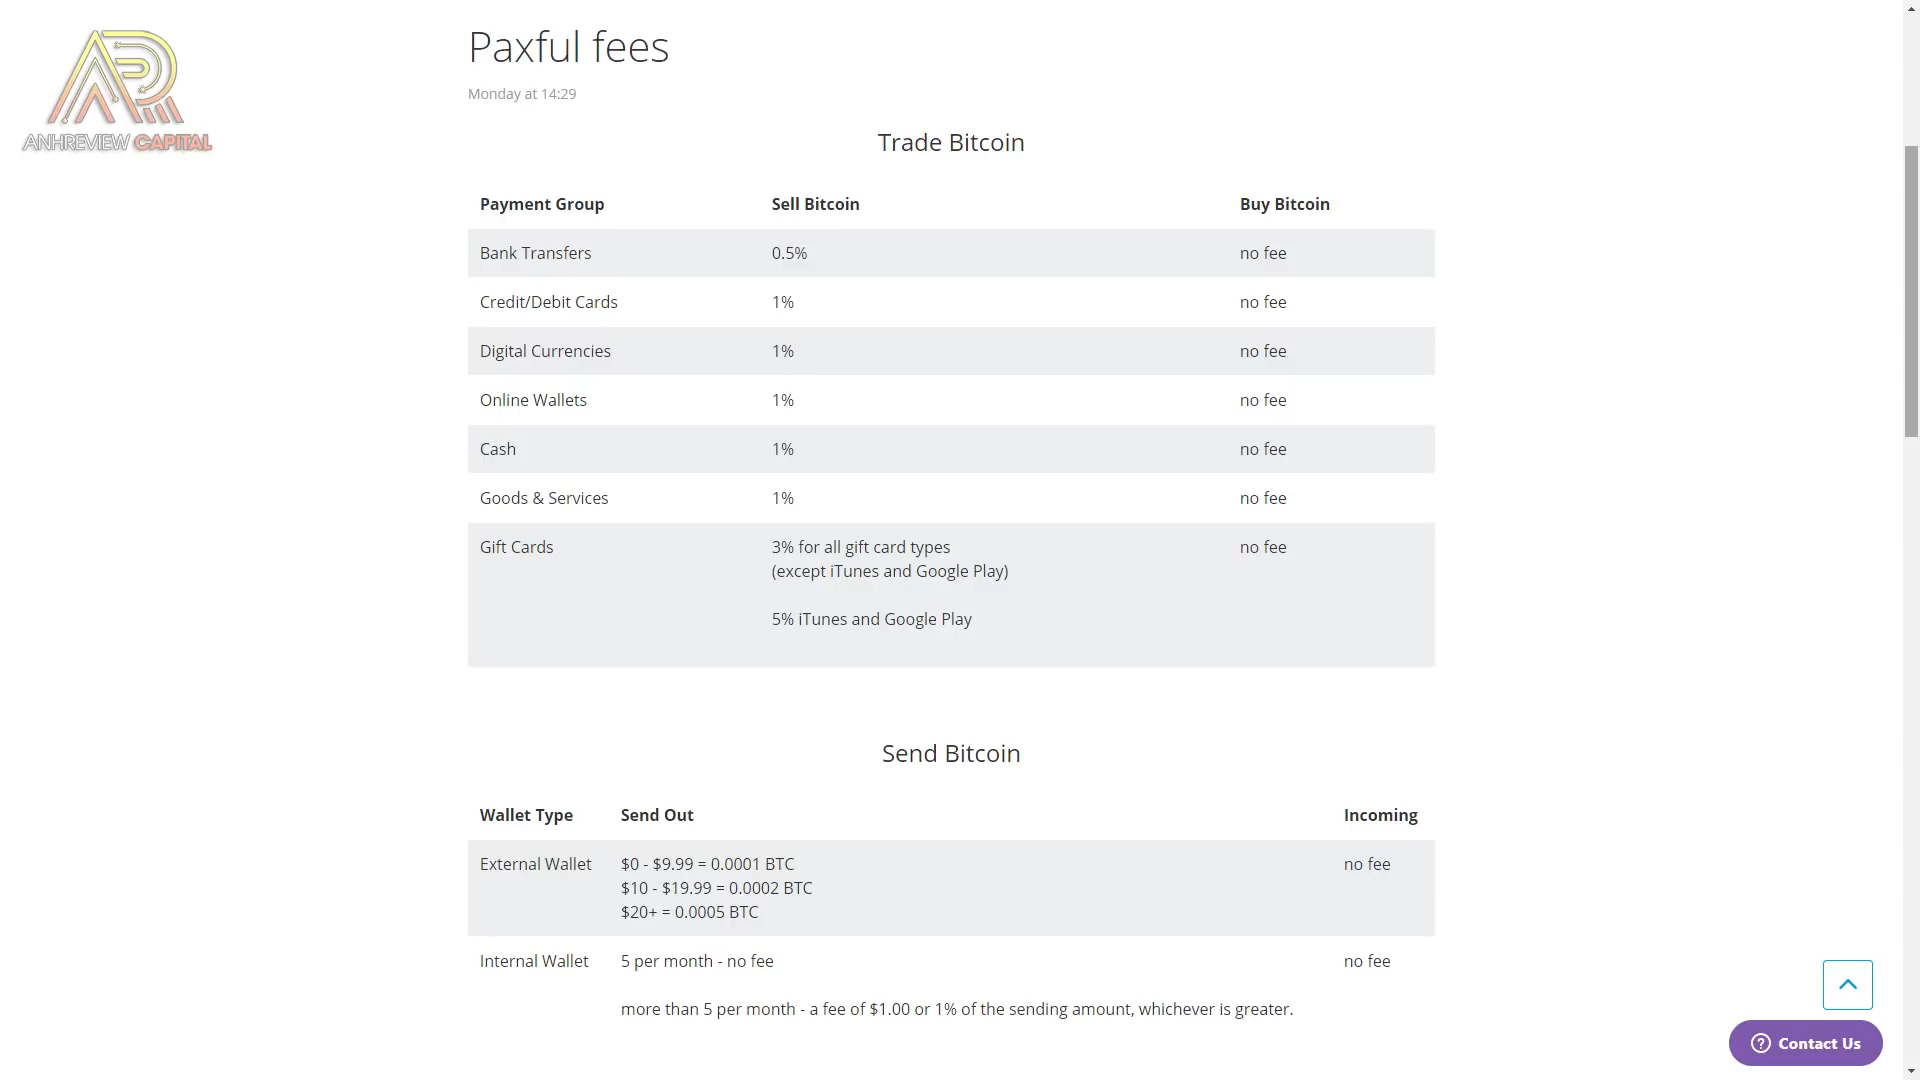 ANHREVIEW CAPITAL
Paxful fees
Monday at 14:29
Trade Bitcoin
Payment Group Sell Bitcoin Buy Bitcoin
Bank Transfers 0.5% no fee
Credit/Debit Cards 1% no fee
Digital Currencies 1% no fee
Online Wallets 1% no fee
Cash 1% no fee
Goods & Services 1% no fee
Gift Cards 3% for all gift card types no fee
(except iTunes and Google Play)
5% iTunes and Google Play
Send Bitcoin
Wallet Type Send Out Incoming
External Wallet $0 - $9.99 = 0.0001 BTC no fee
$10 - $19.99 = 0.0002 BTC
$20+ = 0.0005 BTC
Internal Wallet 5 per month - no fee no fee
more than 5 per month - a fee of $1.00 or 1% of the sending amount, whichever is greater.
Contact Us